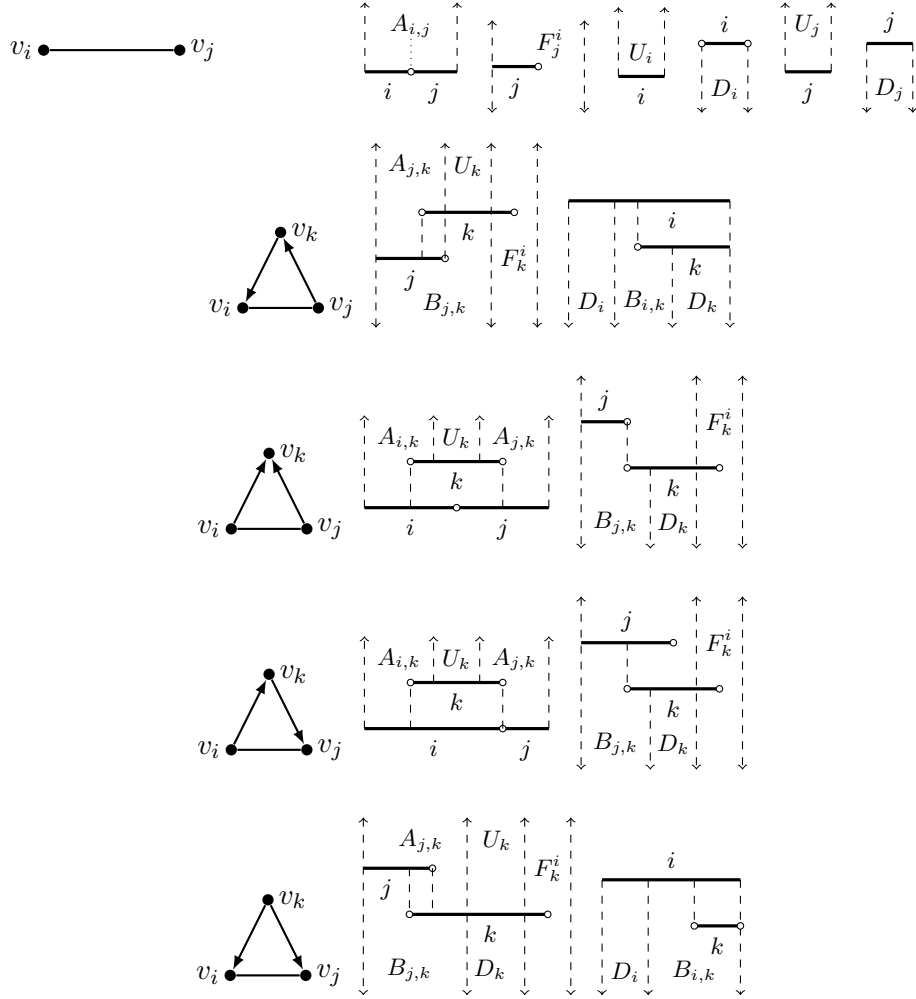 v_i v_j A_{i,j} i j F^i_j j U_i i i D_i U_j j j D_j
v_k v_i v_j A_{j,k} U_k k j F^i_k B_{j,k} i k D_i B_{i,k} D_k
v_k v_i v_j A_{i,k} U_k A_{j,k} k i j j F^i_k k B_{j,k} D_k
v_k v_i v_j A_{i,k} U_k A_{j,k} k i j j F^i_k k B_{j,k} D_k
v_k v_i v_j A_{j,k} U_k j F^i_k k B_{j,k} D_k i k D_i B_{i,k}